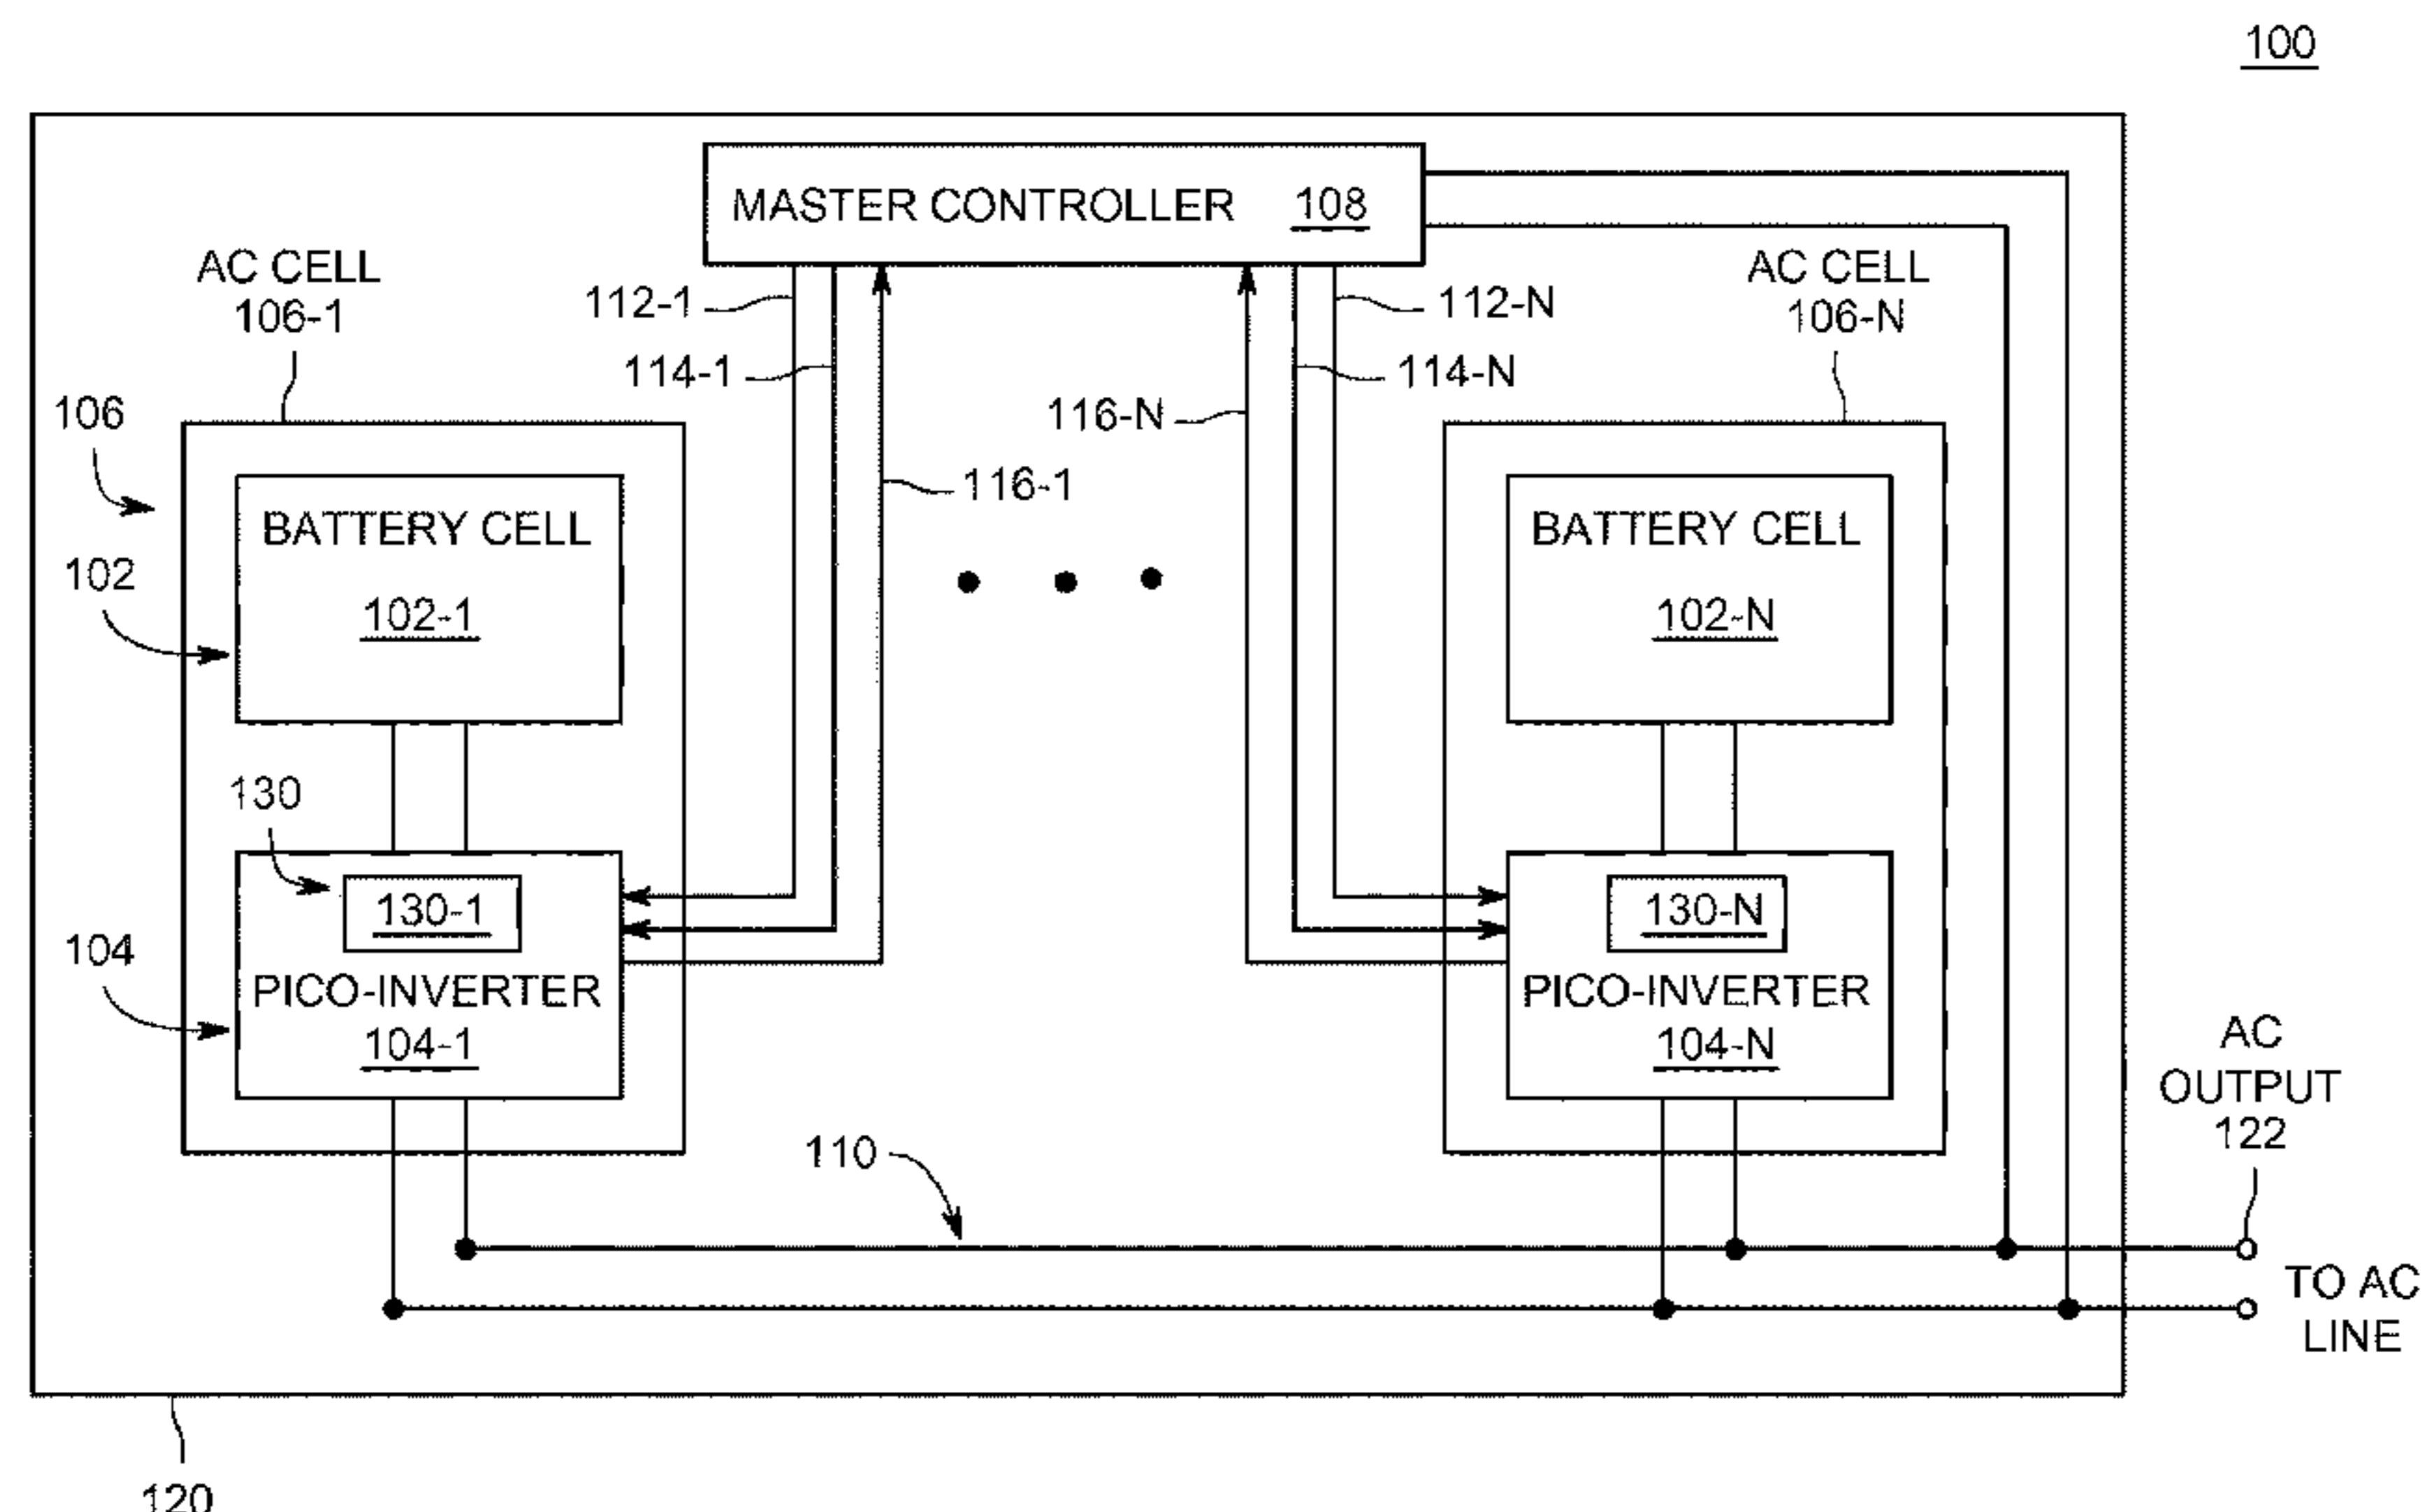 100
MASTER CONTROLLER 108
AC CELL
106-1
AC CELL
106-N
112-1
112-N
114-1
114-N
106
116-N
116-1
BATTERY CELL
102-1
BATTERY CELL
102-N
102
130
130-1
130-N
104
PICO-INVERTER
104-1
PICO-INVERTER
104-N
AC
OUTPUT
122
110
TO AC
LINE
120